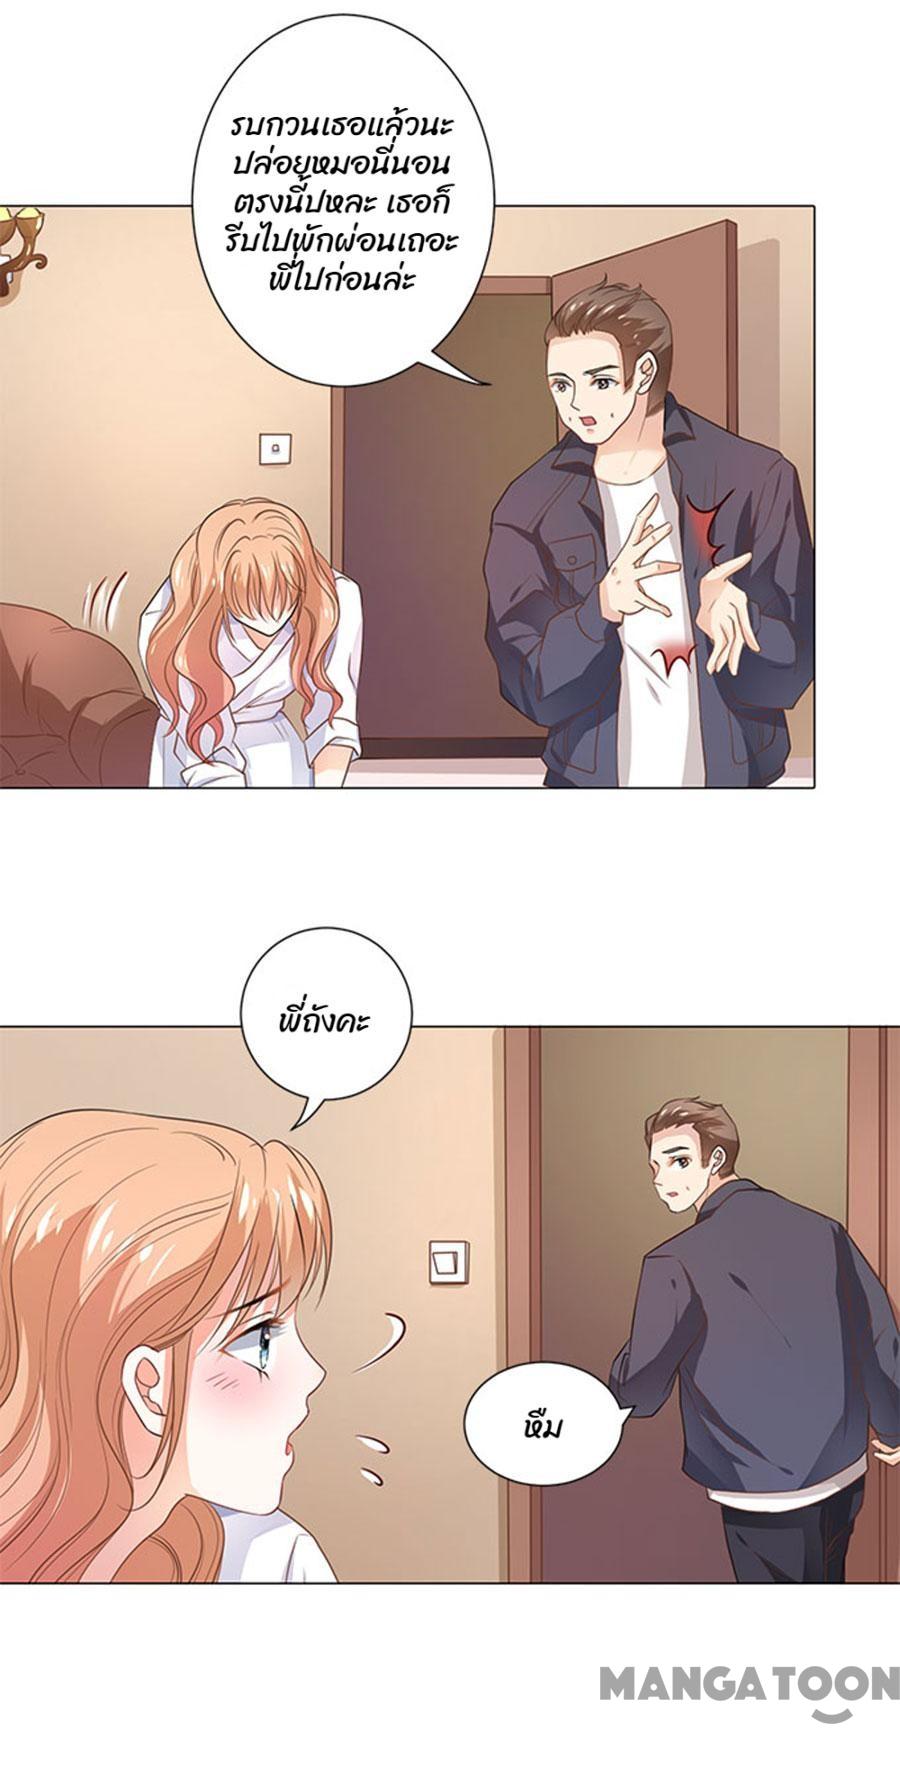 รบกวนเธอแล้วนะ
ปล่อยหมอนี่นอน
ตรงนี้ปหละ เธอก็
รีบไปพักผ่อนเถอะ
พี่ไปก่อนล่ะ
พี่ถังคะ
หืม
MANGATOON